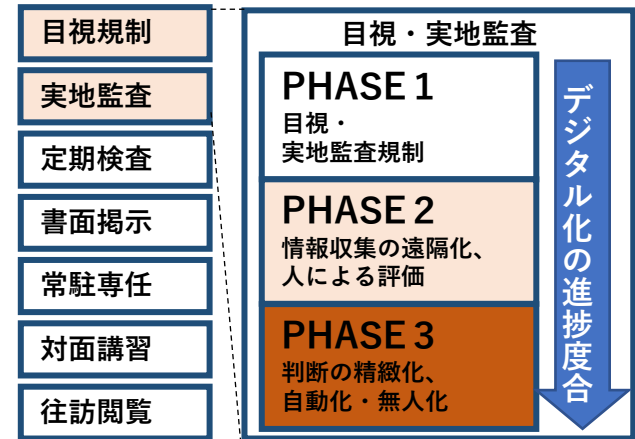 目視規制
実地監査
定期検査
書面掲示
常駐専任
対面講習
往訪閲覧
目視・実地監査
PHASE 1
目視・
実地監査規制
PHASE 2
情報収集の遠隔化、
人による評価
PHASE 3
判断の精緻化、
自動化・無人化
デジタル化の進捗度合